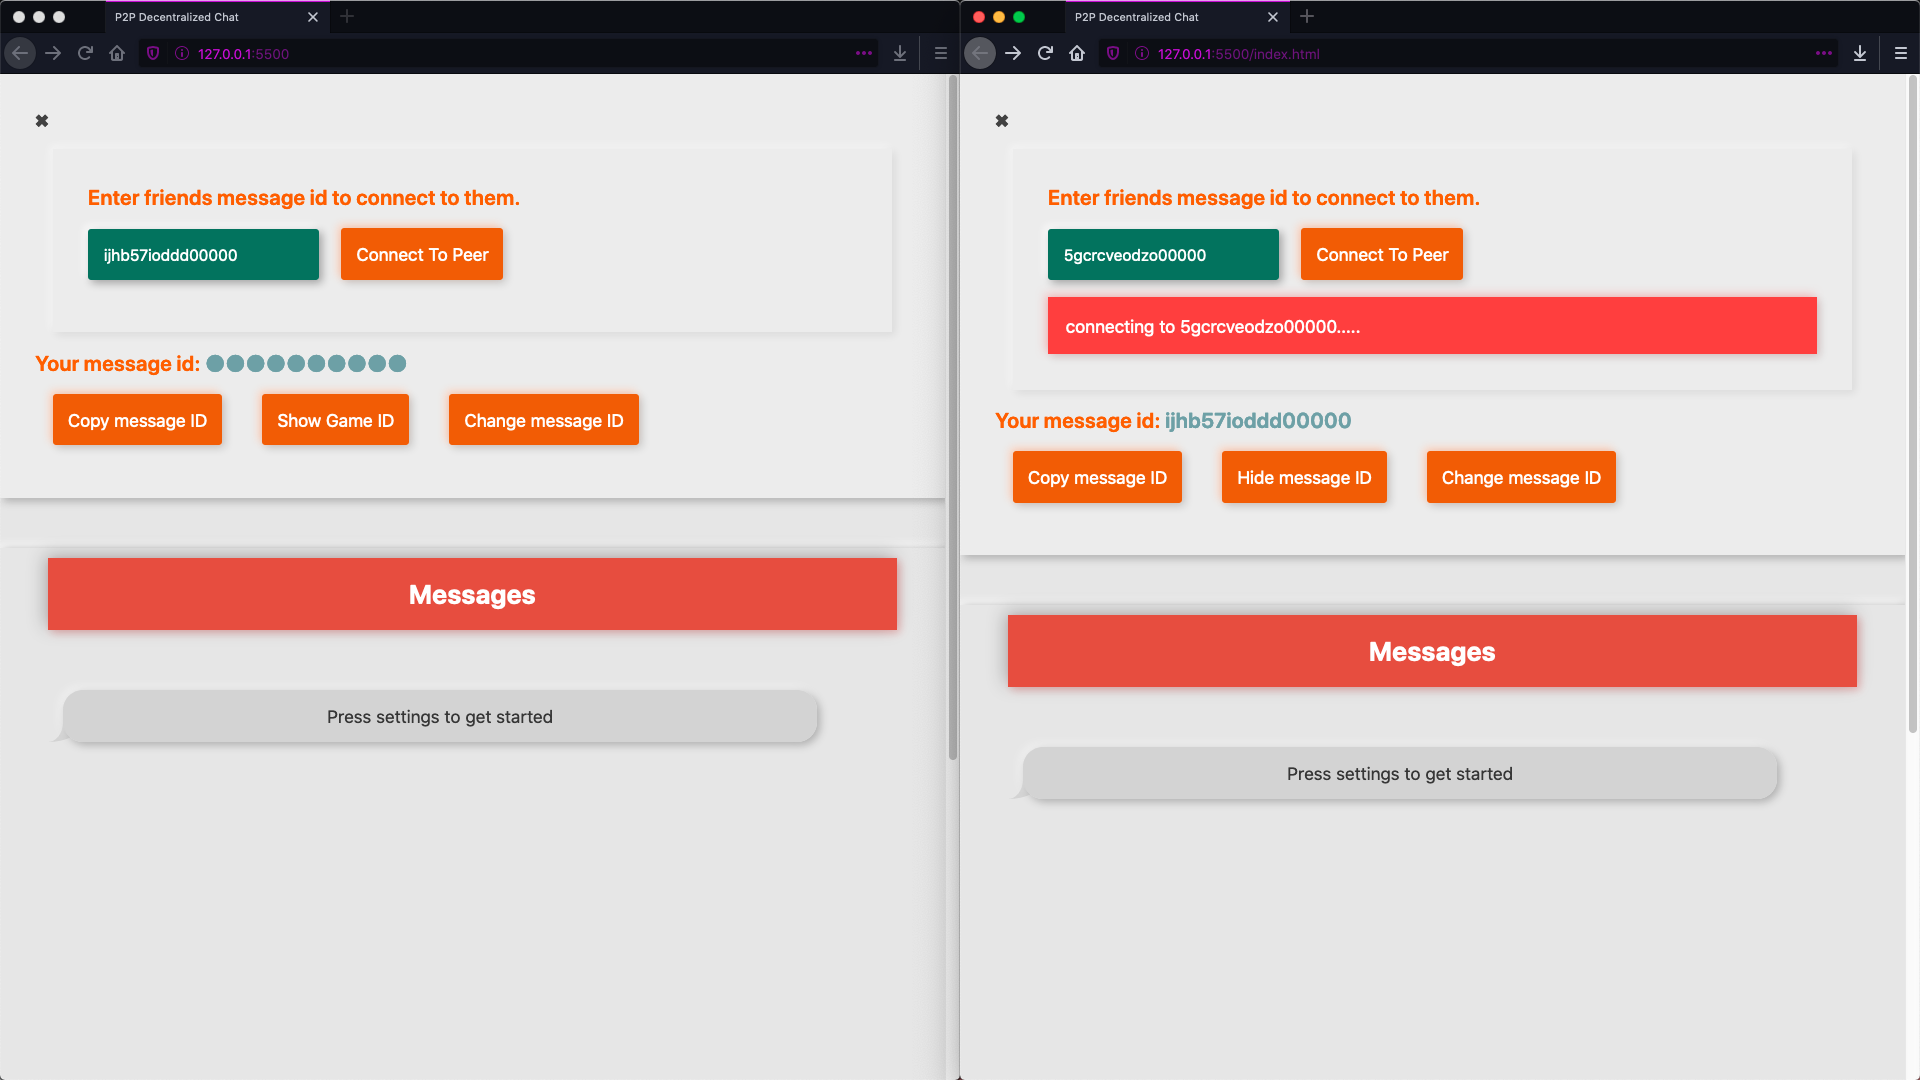 P2P Decentralized Chat
127.0.0.1:5500
Enter friends message id to connect to them.
ijhb57ioddd00000
Connect To Peer
Your message id:
Copy message ID
Show Game ID
Change message ID
Messages
Press settings to get started
P2P Decentralized Chat
127.0.0.1:5500/index.html
Enter friends message id to connect to them.
5gcrcveodzo00000
Connect To Peer
connecting to 5gcrcveodzo00000.....
Your message id: ijhb57ioddd00000
Copy message ID
Hide message ID
Change message ID
Messages
Press settings to get started